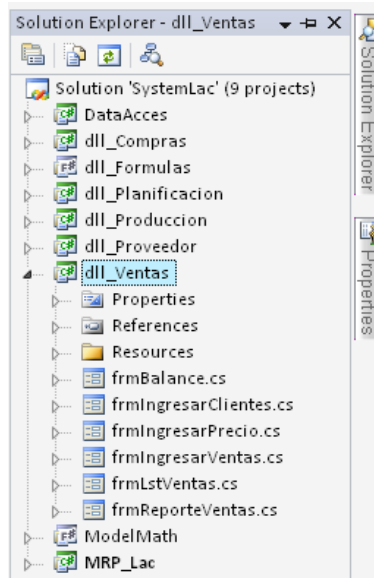 Solution Explorer - dll_Ventas
Solution 'SystemLac' (9 projects)
DataAcces
dll_Compras
dll_Formulas
dll_Planificacion
dll_Produccion
dll_Proveedor
dll_Ventas
Properties
References
Resources
frmBalance.cs
frmIngresarClientes.cs
frmIngresarPrecio.cs
frmIngresarVentas.cs
frmLstVentas.cs
frmReporteVentas.cs
ModelMath
MRP_Lac
Solution Explorer
Properties